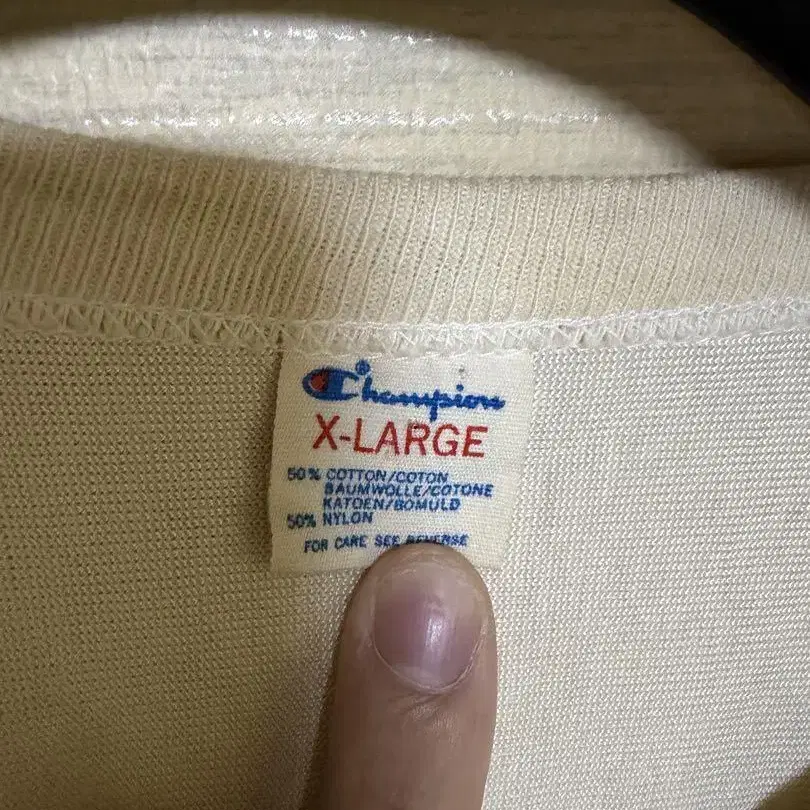 Champion®
X-LARGE
50% COTTON/COTON
BAUMWOLLE/COTONE
KATOEN/BOMULD
50% NYLON
FOR CARE SEE REVERSE